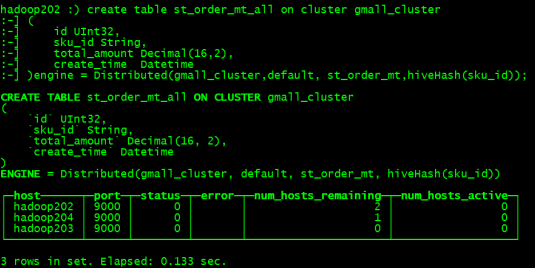 hadoop202 :) create table st_order_mt_all on cluster gmall_cluster
:-] (
:-]     id UInt32,
:-]     sku_id String,
:-]     total_amount Decimal(16,2),
:-]     create_time  Datetime
:-] )engine = Distributed(gmall_cluster,default, st_order_mt,hiveHash(sku_id));
CREATE TABLE st_order_mt_all ON CLUSTER gmall_cluster
(
    `id` UInt32,
    `sku_id` String,
    `total_amount` Decimal(16, 2),
    `create_time` Datetime
)
ENGINE = Distributed(gmall_cluster, default, st_order_mt, hiveHash(sku_id))
host port status error num_hosts_remaining num_hosts_active
hadoop202 9000 0 2 0
hadoop204 9000 0 1 0
hadoop203 9000 0 0 0
3 rows in set. Elapsed: 0.133 sec.